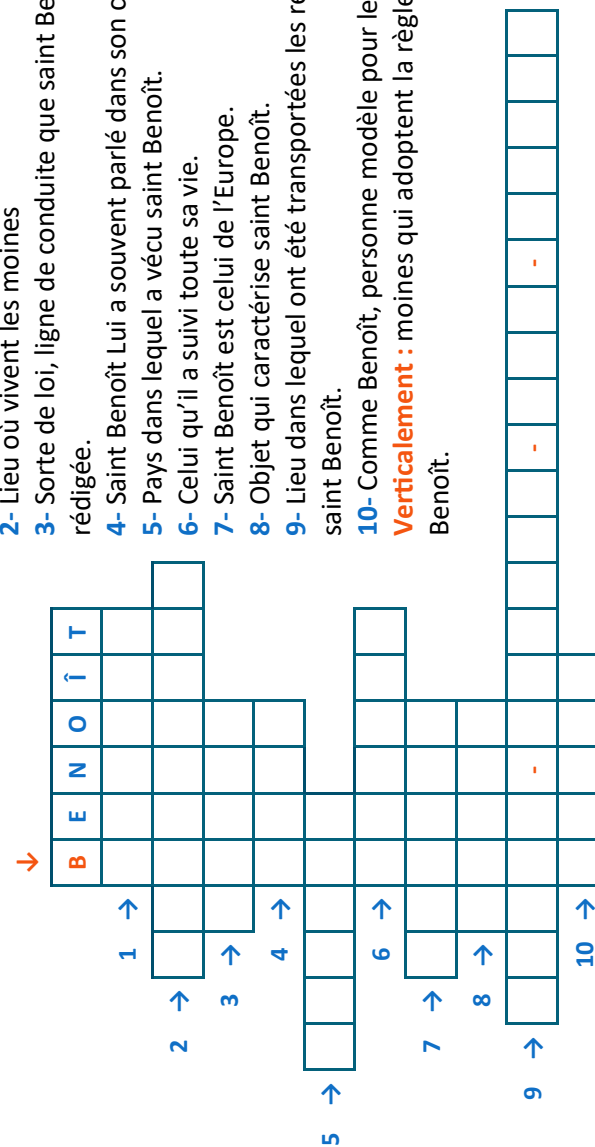 2- Lieu où vivent les moines
3- Sorte de loi, ligne de conduite que saint Be
rédigée.
4- Saint Benoît Lui a souvent parlé dans son c
5- Pays dans lequel a vécu saint Benoît.
6- Celui qu'il a suivi toute sa vie.
7- Saint Benoît est celui de l'Europe.
8- Objet qui caractérise saint Benoît.
9- Lieu dans lequel ont été transportées les re
saint Benoît.
10- Comme Benoît, personne modèle pour le
Verticalement : moines qui adoptent la règle
Benoît.
B E N O Î T
1
2
3
4
5
6
7
8
9 - - -
10